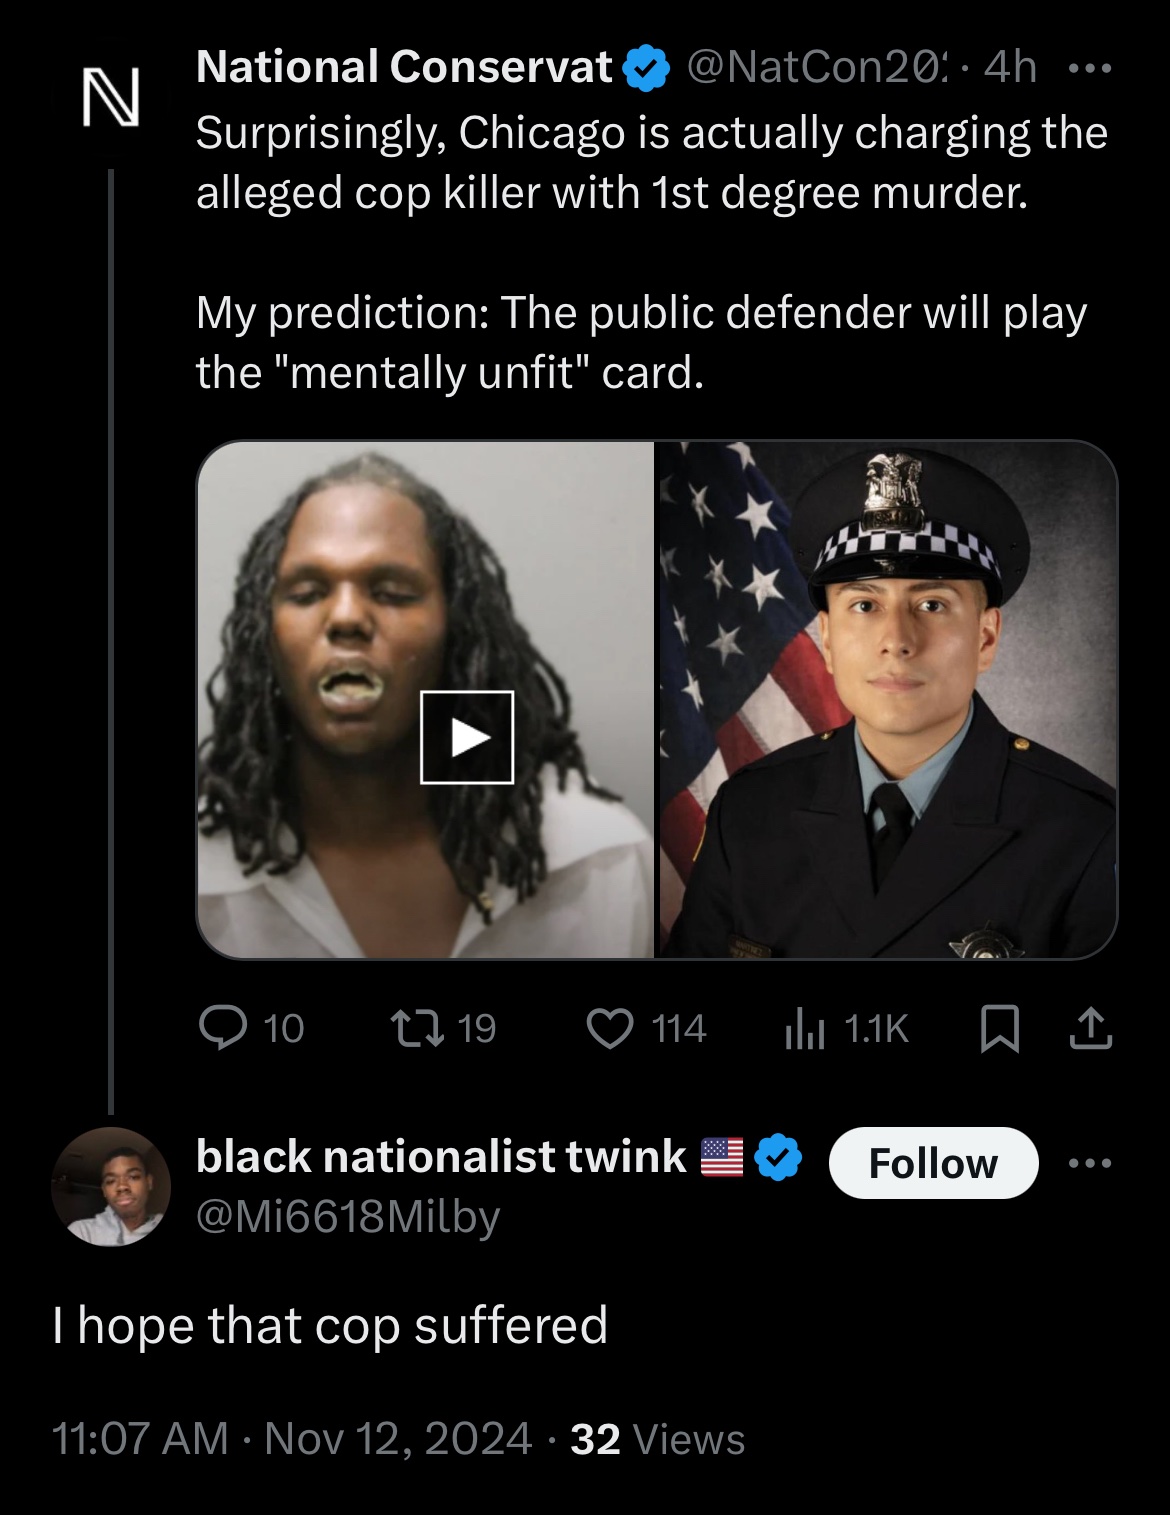 National Conservat @NatCon20 · 4h
Surprisingly, Chicago is actually charging the
alleged cop killer with 1st degree murder.
My prediction: The public defender will play
the "mentally unfit" card.
10 19 114 1.1K
black nationalist twink 🇺🇸 Follow
@Mi6618Milby
I hope that cop suffered
11:07 AM · Nov 12, 2024 · 32 Views